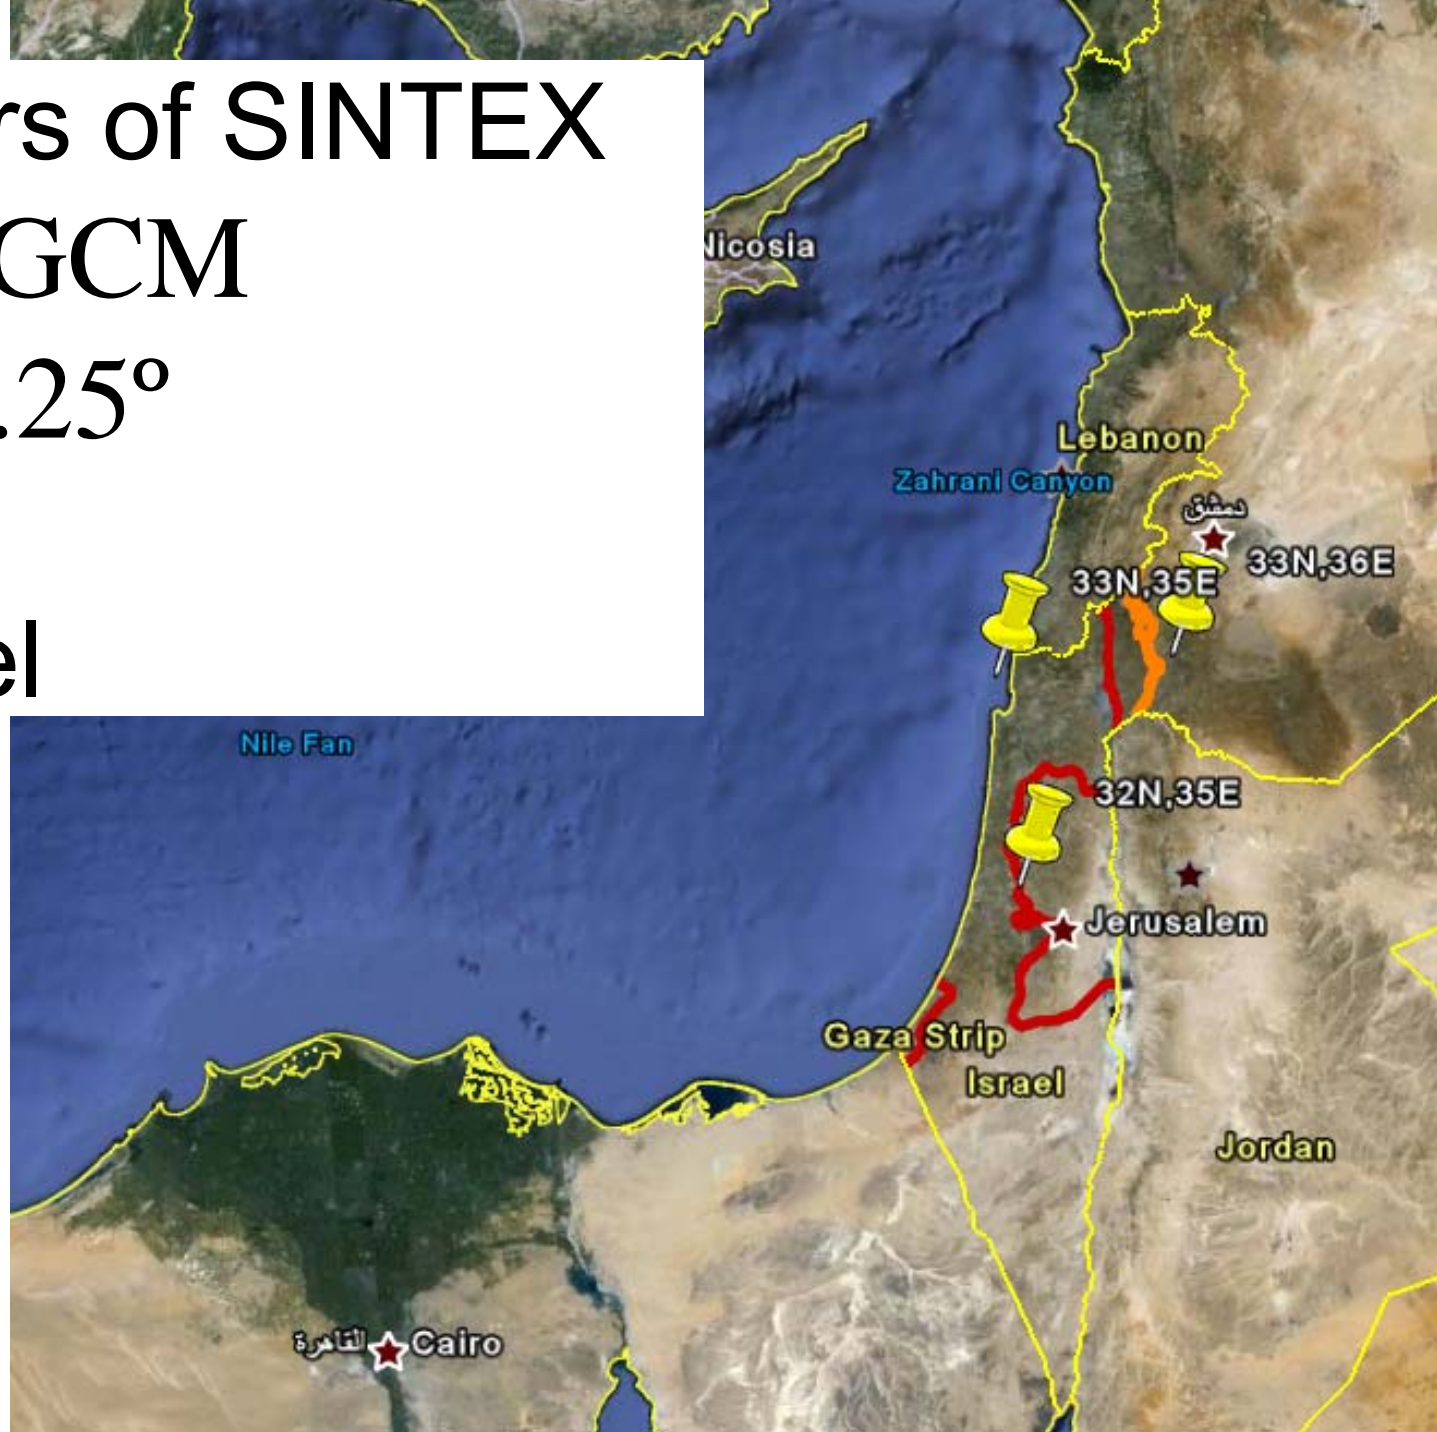 rs of SINTEX
GCM
.25º
el
Nicosia
Lebanon
Zahrani Canyon
دمشق
33N,36E
33N,35E
Nile Fan
32N,35E
Jerusalem
Gaza Strip
Israel
Jordan
القاهرة Cairo